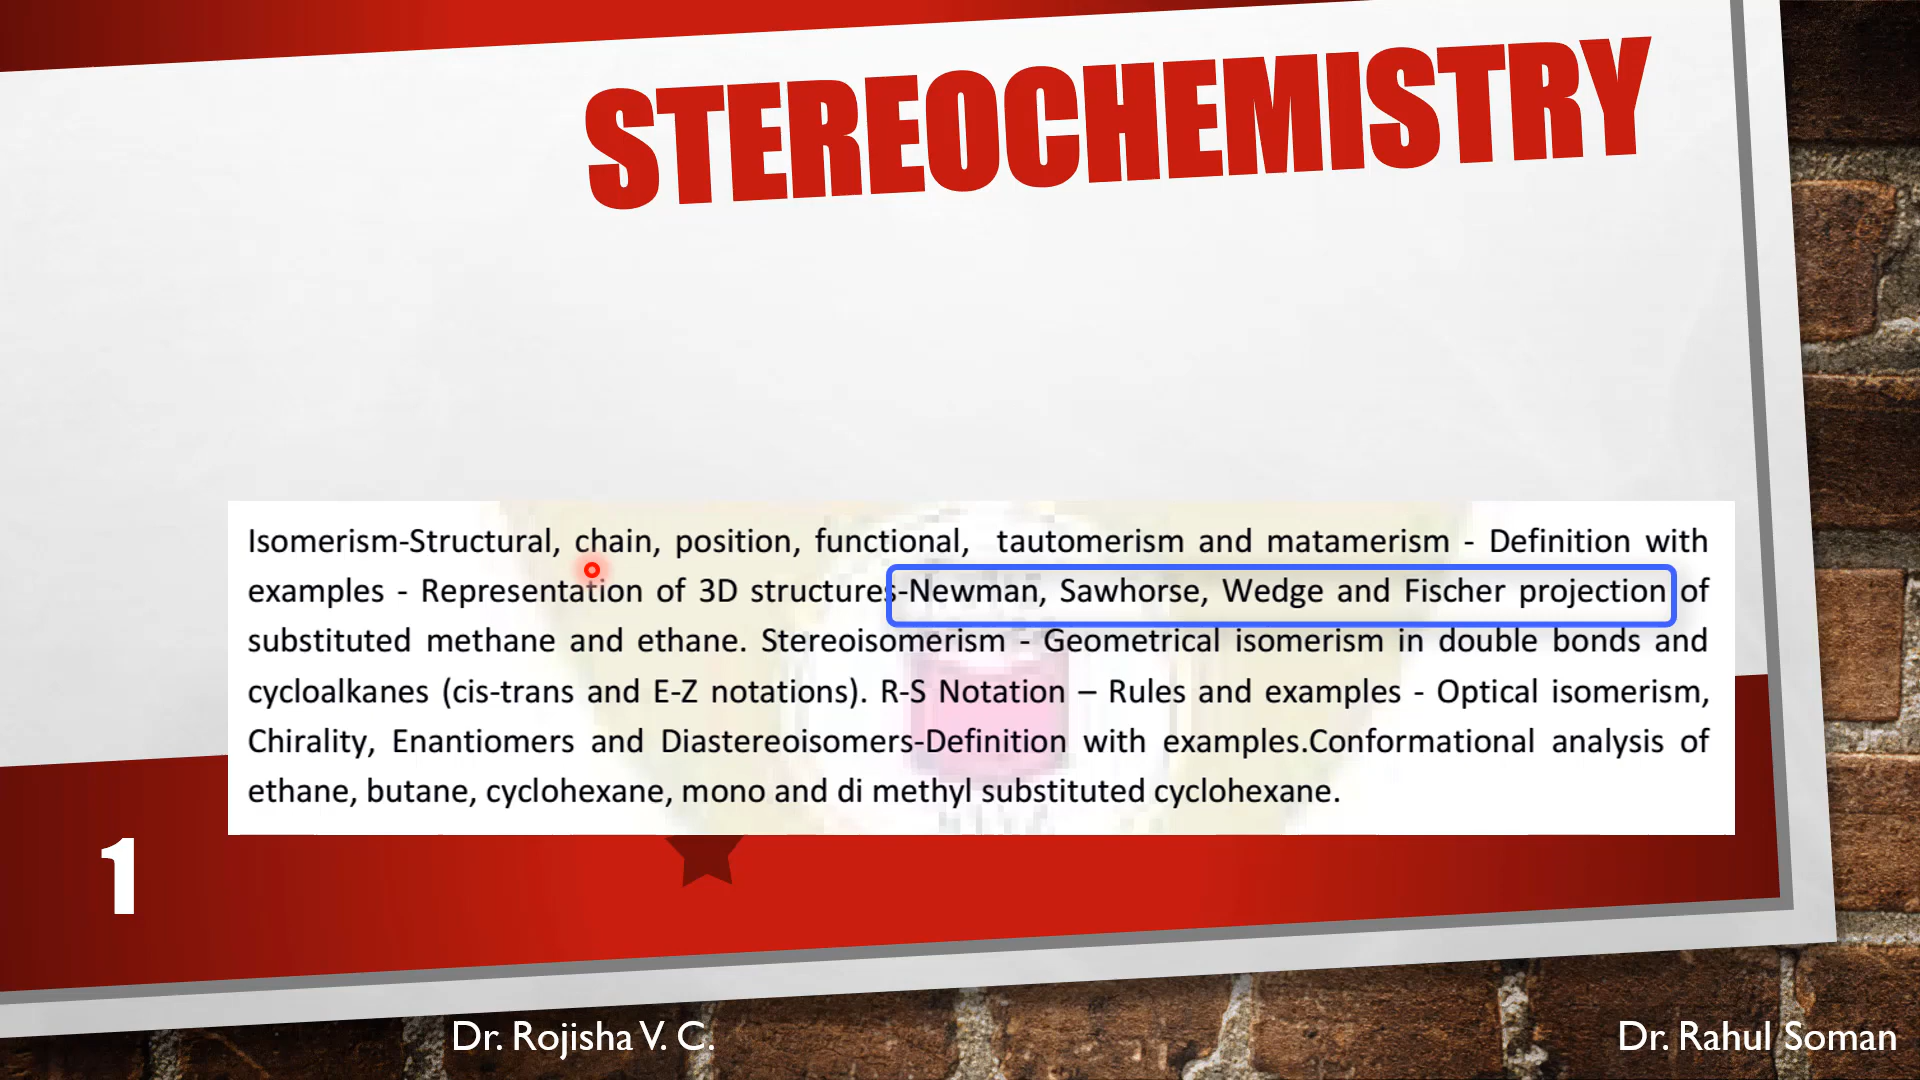 STEREOCHEMISTRY
Isomerism-Structural, chain, position, functional, tautomerism and matamerism - Definition with
examples - Representation of 3D structures-Newman, Sawhorse, Wedge and Fischer projection of
substituted methane and ethane. Stereoisomerism - Geometrical isomerism in double bonds and
cycloalkanes (cis-trans and E-Z notations). R-S Notation – Rules and examples - Optical isomerism,
Chirality, Enantiomers and Diastereoisomers-Definition with examples.Conformational analysis of
ethane, butane, cyclohexane, mono and di methyl substituted cyclohexane.
1
Dr. Rojisha V. C.
Dr. Rahul Soman